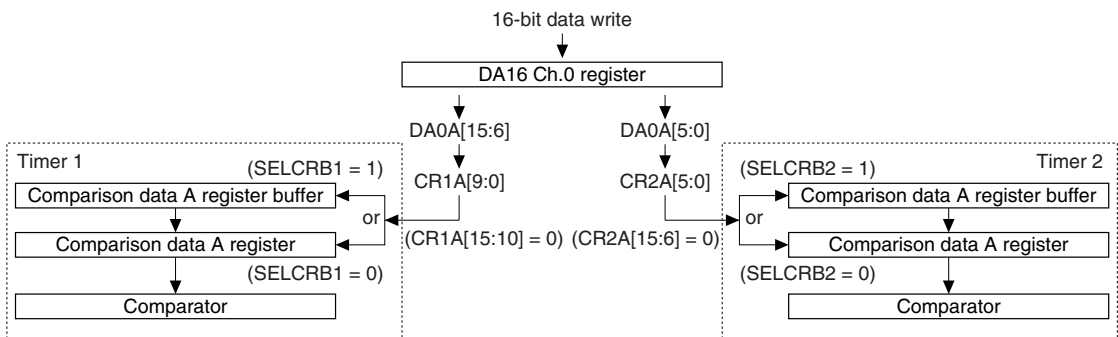 16-bit data write
DA16 Ch.0 register
DA0A[15:6]
DA0A[5:0]
Timer 1
Timer 2
(SELCRB1 = 1)
CR1A[9:0]
CR2A[5:0]
(SELCRB2 = 1)
Comparison data A register buffer
Comparison data A register buffer
or
or
Comparison data A register
(CR1A[15:10] = 0)
(CR2A[15:6] = 0)
Comparison data A register
(SELCRB1 = 0)
(SELCRB2 = 0)
Comparator
Comparator